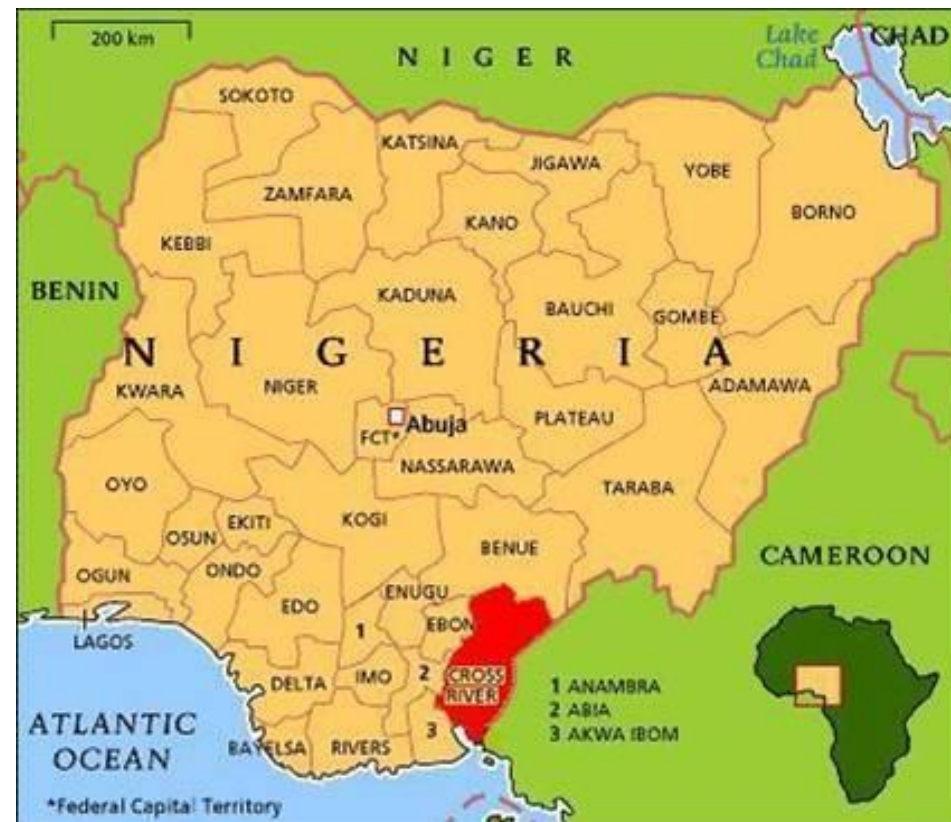 200 km
NIGER
Lake
Chad
CHAD
SOKOTO
KATSINA
JIGAWA
YOBE
ZAMFARA
BORNO
KANO
KEBBI
BENIN
KADUNA
BAUCHI
GOMBE
NIGERIA
KWARA
NIGER
ADAMAWA
Abuja
PLATEAU
FCT*
NASSARAWA
OYO
TARABA
KOGI
EKITI
OSUN
BENUE
CAMEROON
OGUN
ONDO
ENUGU
EDO
EBON
1
LAGOS
CROSS
RIVER
2
IMO
DELTA
1 ANAMBRA
2 ABIA
3 AKWA IBOM
3
ATLANTIC
OCEAN
BAYELSA
RIVERS
*Federal Capital Territory